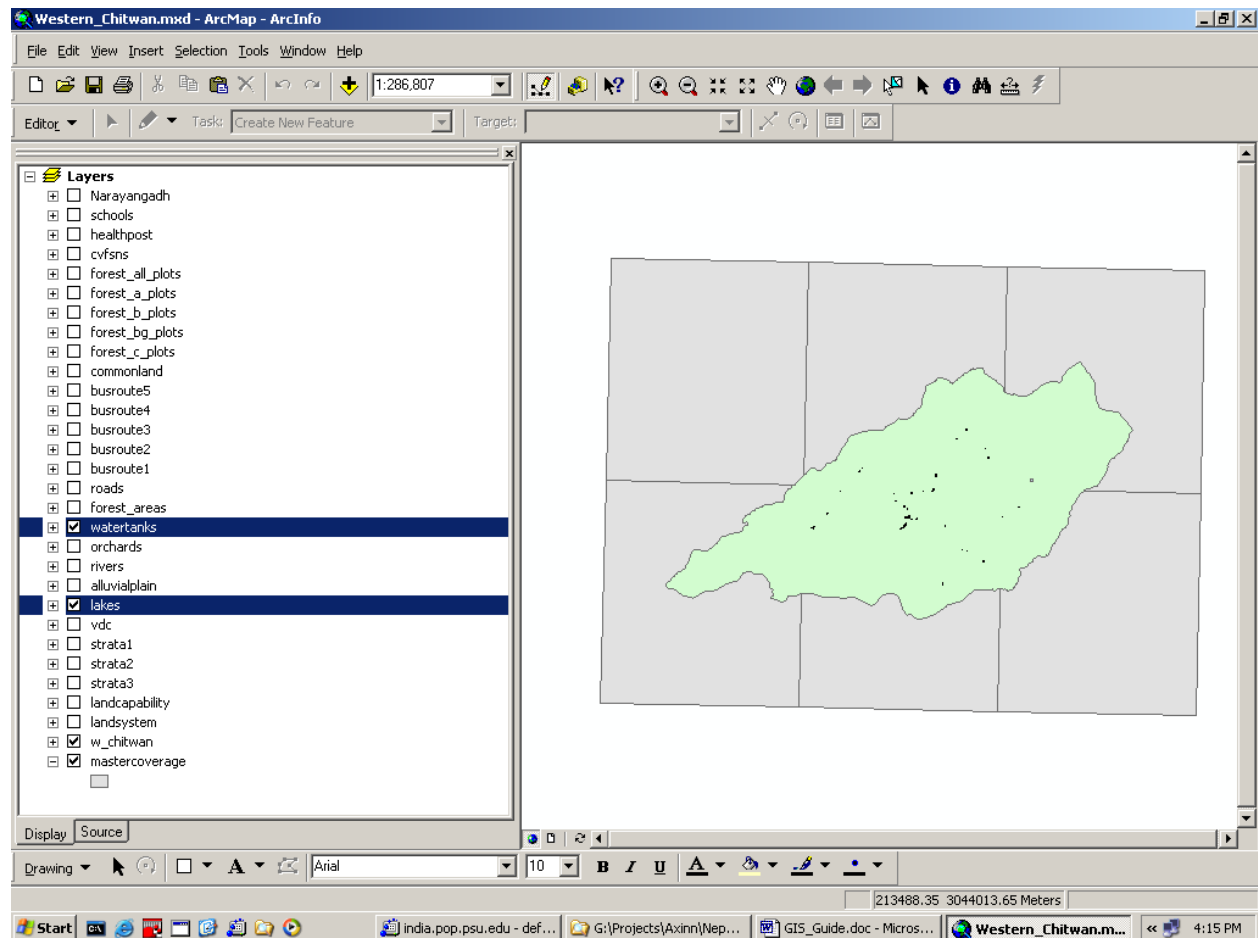 Western_Chitwan.mxd - ArcMap - ArcInfo
File Edit View Insert Selection Tools Window Help
1:286,807
Editor Task: Create New Feature Target:
Layers
Narayangadh
schools
healthpost
cvfsns
forest_all_plots
forest_a_plots
forest_b_plots
forest_bg_plots
forest_c_plots
commonland
busroute5
busroute4
busroute3
busroute2
busroute1
roads
forest_areas
watertanks
orchards
rivers
alluvialplain
lakes
vdc
strata1
strata2
strata3
landcapability
landsystem
w_chitwan
mastercoverage
Display Source
Drawing A Arial 10 B I U A
213488.35 3044013.65 Meters
Start india.pop.psu.edu - def... G:\Projects\Axinn\Nep... GIS_Guide.doc - Micros... Western_Chitwan.m... « 4:15 PM